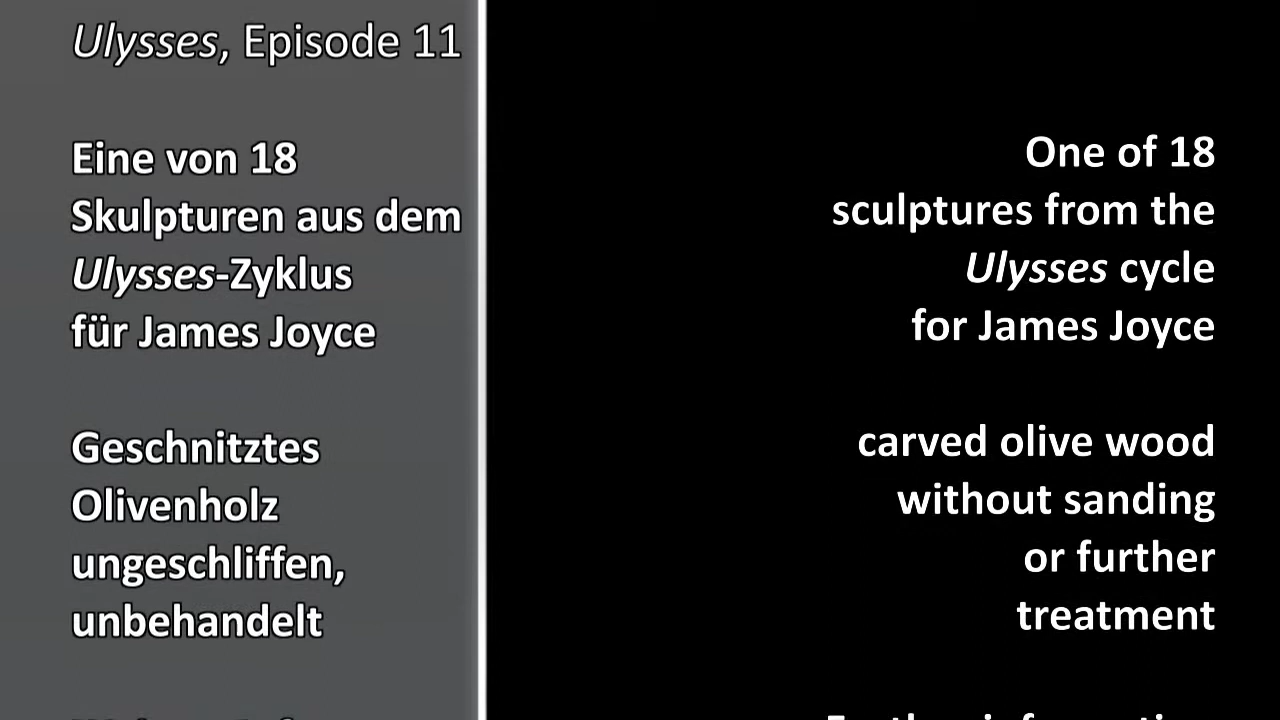 Ulysses, Episode 11
Eine von 18
Skulpturen aus dem
Ulysses-Zyklus
für James Joyce
Geschnitztes
Olivenholz
ungeschliffen,
unbehandelt
One of 18
sculptures from the
Ulysses cycle
for James Joyce
carved olive wood
without sanding
or further
treatment